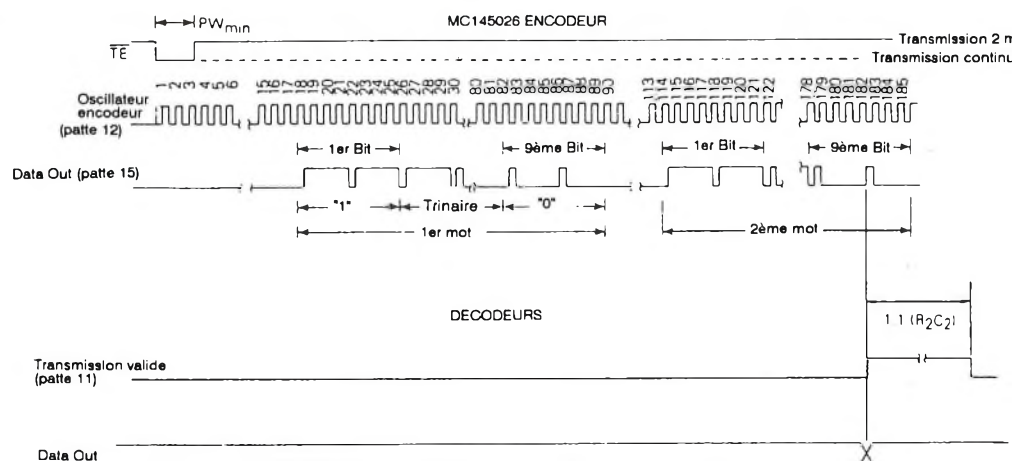 MC145026 ENCODEUR
PWmin
TE
Transmission 2 m
Transmission continu
1 2 3 4 5 6 15 16 17 18 19 20 21 22 23 24 25 26 27 28 29 30 80 81 82 83 84 85 86 87 88 89 90 113 114 115 116 117 118 119 120 121 122 178 179 180 181 182 183 184 185
Oscillateur
encodeur
(patte 12)
1er Bit 9ème Bit 1er Bit 9ème Bit
Data Out (patte 15)
"1" Trinaire "0"
1er mot 2ème mot
DECODEURS
1 1 (R2C2)
Transmission valide
(patte 11)
Data Out